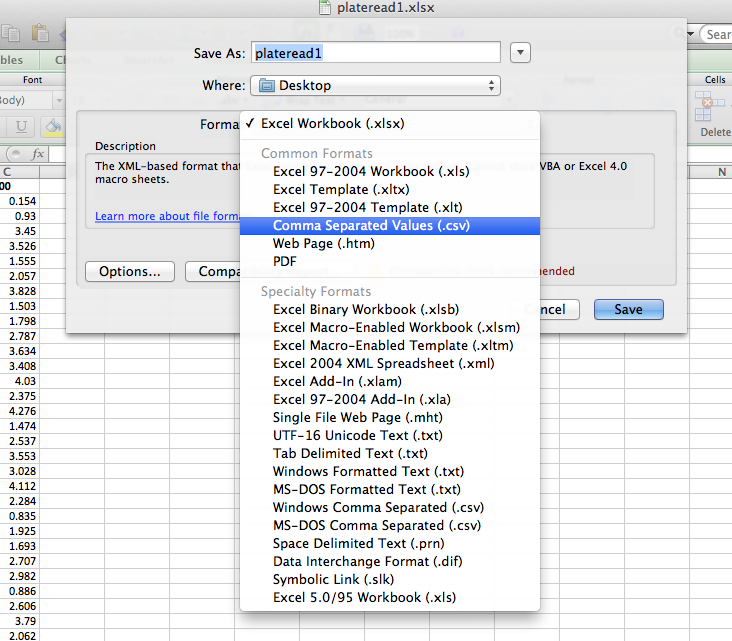 plateread1.xlsx
Sear
bles
Save As: plateread1
Font
Where: Desktop
Cells
Body)
Forma ✓ Excel Workbook (.xlsx)
U
Delete
Description
Common Formats
fx
The XML-based format that
VBA or Excel 4.0
macro sheets.
Excel 97-2004 Workbook (.xls)
C
N
Excel Template (.xltx)
00
0.154
Excel 97-2004 Template (.xlt)
Learn more about file form
0.93
Comma Separated Values (.csv)
3.45
Web Page (.htm)
3.526
PDF
1.555
Options...
Compa
mended
2.057
Specialty Formats
3.828
Excel Binary Workbook (.xlsb)
ncel
Save
1.503
Excel Macro-Enabled Workbook (.xlsm)
1.798
Excel Macro-Enabled Template (.xltm)
2.787
3.634
Excel 2004 XML Spreadsheet (.xml)
3.408
Excel Add-In (.xlam)
4.03
Excel 97-2004 Add-In (.xla)
2.375
Single File Web Page (.mht)
4.276
UTF-16 Unicode Text (.txt)
1.474
2.537
Tab Delimited Text (.txt)
3.553
Windows Formatted Text (.txt)
3.028
MS-DOS Formatted Text (.txt)
4.112
Windows Comma Separated (.csv)
2.284
MS-DOS Comma Separated (.csv)
0.835
1.925
Space Delimited Text (.prn)
1.693
Data Interchange Format (.dif)
2.707
Symbolic Link (.slk)
2.982
Excel 5.0/95 Workbook (.xls)
0.886
2.606
3.79
2.062